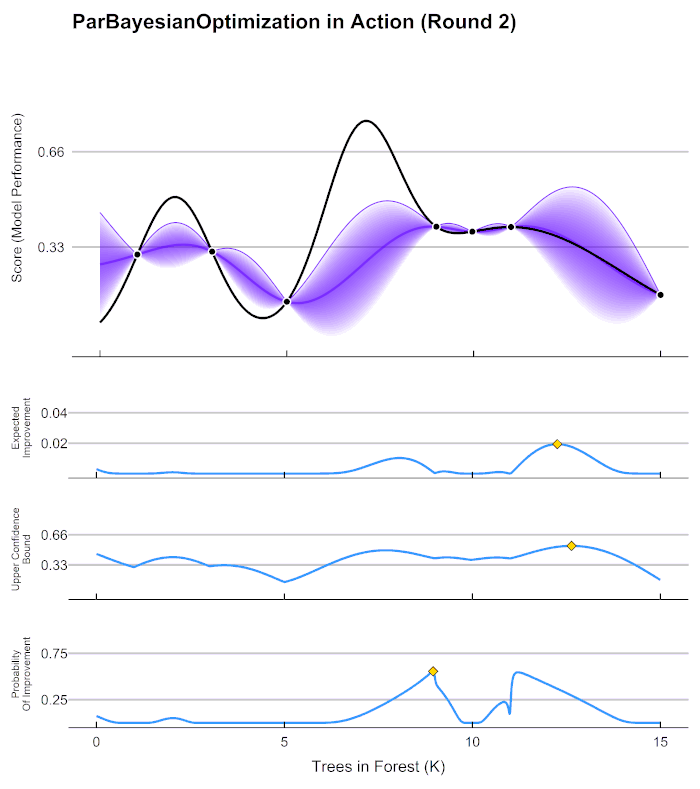 ParBayesianOptimization in Action (Round 2)
Score (Model Performance)
0.66
0.33
Expected
Improvement
0.04
0.02
Upper Confidence
Bound
0.66
0.33
Probability
Of Improvement
0.75
0.25
0 5 10 15
Trees in Forest (K)